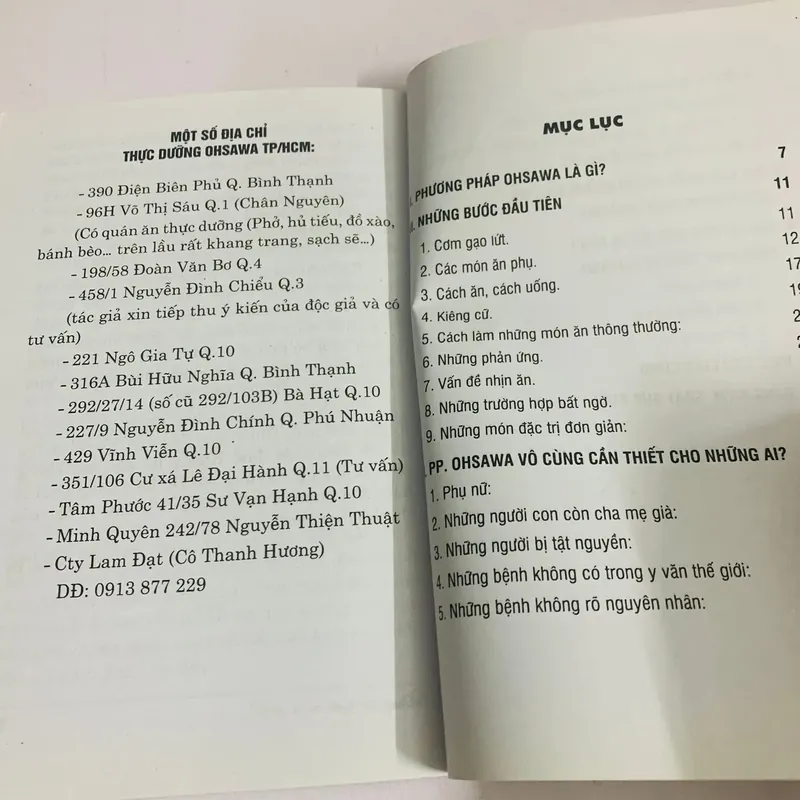 MỘT SỐ ĐỊA CHỈ
THỰC DƯỠNG OHSAWA TP/HCM:
- 390 Điện Biên Phủ Q. Bình Thạnh
- 96H Võ Thị Sáu Q.1 (Chân Nguyên)
(Có quán ăn thực dưỡng (Phở, hủ tiếu, đồ xào,
bánh bèo... trên lầu rất khang trang, sạch sẽ...)
- 198/58 Đoàn Văn Bơ Q.4
- 458/1 Nguyễn Đình Chiểu Q.3
(tác giả xin tiếp thu ý kiến của độc giả và có
tư vấn)
- 221 Ngô Gia Tự Q.10
- 316A Bùi Hữu Nghĩa Q. Bình Thạnh
- 292/27/14 (số cũ 292/103B) Bà Hạt Q.10
- 227/9 Nguyễn Đình Chính Q. Phú Nhuận
- 429 Vĩnh Viễn Q.10
- 351/106 Cư xá Lê Đại Hành Q.11 (Tư vấn)
- Tâm Phước 41/35 Sư Vạn Hạnh Q.10
- Minh Quyên 242/78 Nguyễn Thiện Thuật
- Cty Lam Đạt (Cô Thanh Hương)
DĐ: 0913 877 229
MỤC LỤC
PHƯƠNG PHÁP OHSAWA LÀ GÌ? 7
NHỮNG BƯỚC ĐẦU TIÊN 11
1. Cơm gạo lứt. 11
2. Các món ăn phụ. 12
3. Cách ăn, cách uống. 17
4. Kiêng cữ. 19
5. Cách làm những món ăn thông thường:
6. Những phản ứng.
7. Vấn đề nhịn ăn.
8. Những trường hợp bất ngờ.
9. Những món đặc trị đơn giản:
PP. OHSAWA VÔ CÙNG CẦN THIẾT CHO NHỮNG AI?
1. Phụ nữ:
2. Những người con còn cha mẹ già:
3. Những người bị tật nguyền:
4. Những bệnh không có trong y văn thế giới:
5. Những bệnh không rõ nguyên nhân: